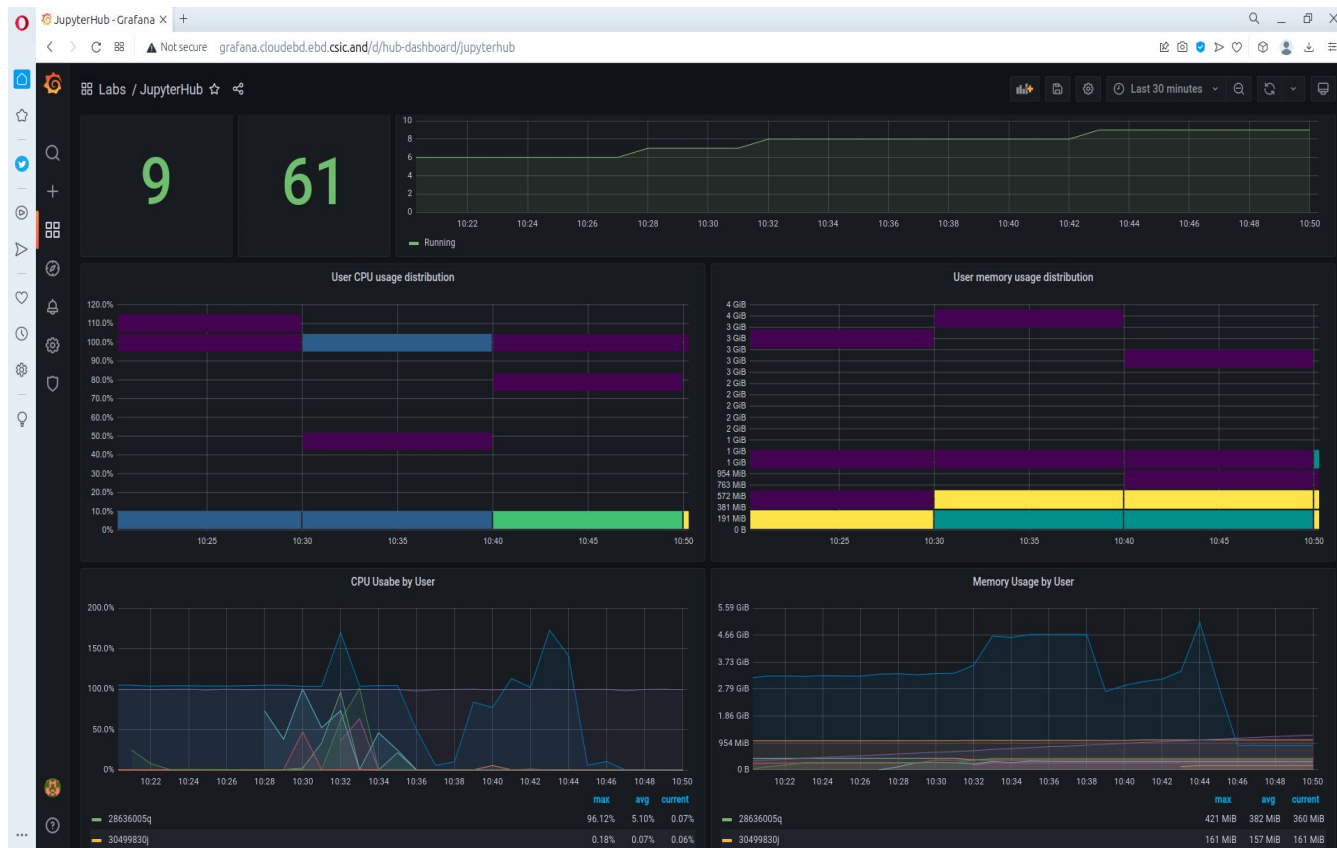 JupyterHub - Grafana X +
Not secure grafana.cloudebd.ebd.csic.and/d/hub-dashboard/jupyterhub
Labs / JupyterHub
Last 30 minutes
9
61
10
8
6
4
2
0
10:22 10:24 10:26 10:28 10:30 10:32 10:34 10:36 10:38 10:40 10:42 10:44 10:46 10:48 10:50
Running
User CPU usage distribution
120.0%
110.0%
100.0%
90.0%
80.0%
70.0%
60.0%
50.0%
40.0%
30.0%
20.0%
10.0%
0%
10:25 10:30 10:35 10:40 10:45 10:50
User memory usage distribution
4 GiB
4 GiB
3 GiB
3 GiB
3 GiB
3 GiB
3 GiB
2 GiB
2 GiB
2 GiB
2 GiB
2 GiB
1 GiB
1 GiB
1 GiB
954 MiB
763 MiB
572 MiB
381 MiB
191 MiB
0 B
10:25 10:30 10:35 10:40 10:45 10:50
CPU Usabe by User
200.0%
150.0%
100.0%
50.0%
0%
10:22 10:24 10:26 10:28 10:30 10:32 10:34 10:36 10:38 10:40 10:42 10:44 10:46 10:48 10:50
max avg current
28636005q 96.12% 5.10% 0.07%
30499830j 0.18% 0.07% 0.06%
Memory Usage by User
5.59 GiB
4.66 GiB
3.73 GiB
2.79 GiB
1.86 GiB
954 MiB
0 B
10:22 10:24 10:26 10:28 10:30 10:32 10:34 10:36 10:38 10:40 10:42 10:44 10:46 10:48 10:50
max avg current
28636005q 421 MiB 382 MiB 360 MiB
30499830j 161 MiB 157 MiB 161 MiB